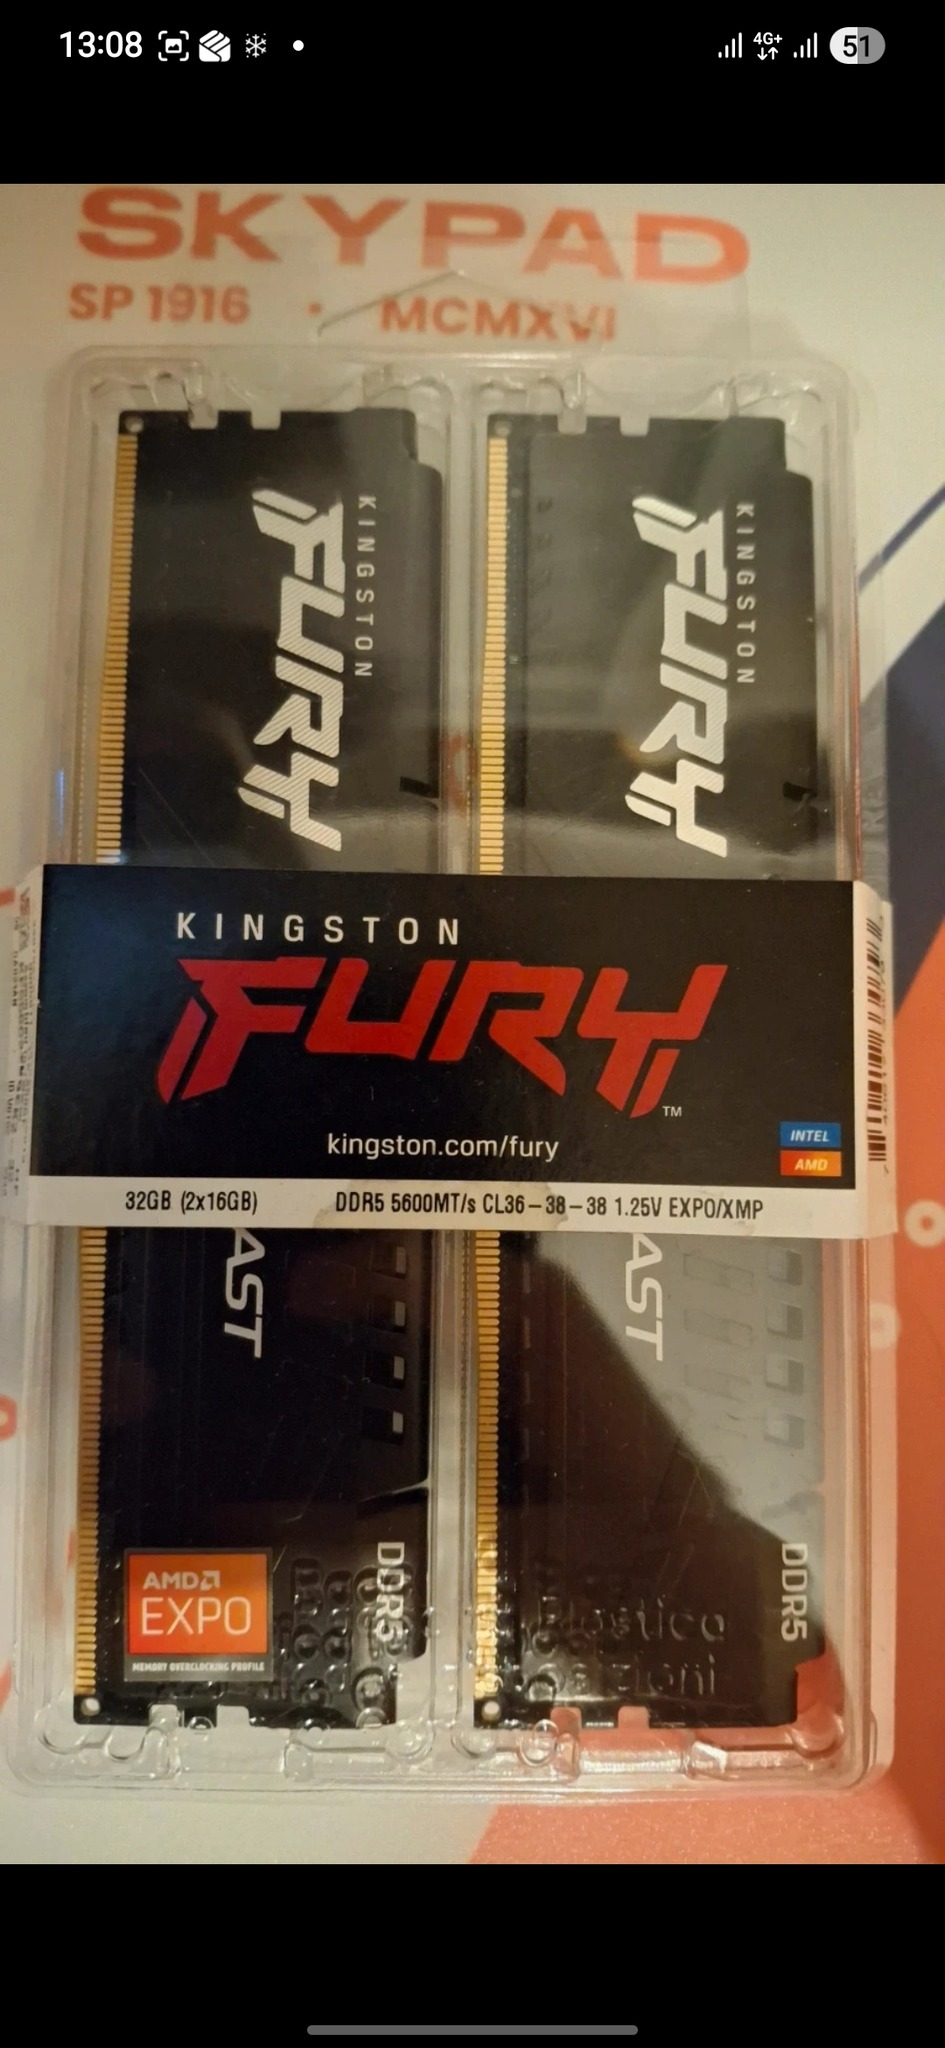 13:08
4G+
51
SKYPAD
SP 1916 • MCMXVI
KINGSTON
FURY
KINGSTON
FURY
KINGSTON
FURY
TM
kingston.com/fury
INTEL
AMD
32GB (2x16GB)
DDR5 5600MT/s CL36-38-38 1.25V EXPO/XMP
AST
AST
DDR5
DDR5
AMD
EXPO
MEMORY OVERCLOCKING PROFILE